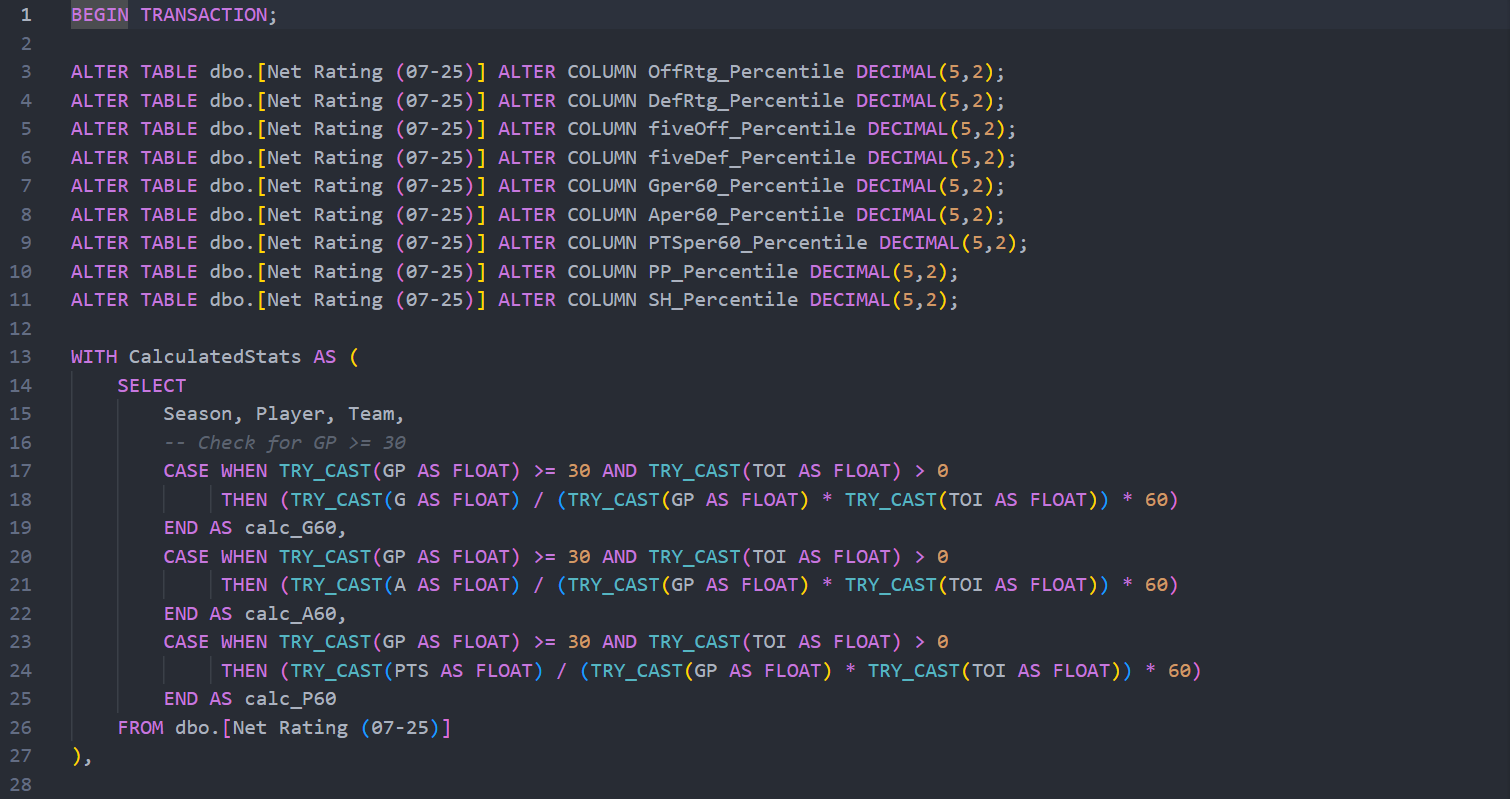 1 BEGIN TRANSACTION;
2
3 ALTER TABLE dbo.[Net Rating (07-25)] ALTER COLUMN OffRtg_Percentile DECIMAL(5,2);
4 ALTER TABLE dbo.[Net Rating (07-25)] ALTER COLUMN DefRtg_Percentile DECIMAL(5,2);
5 ALTER TABLE dbo.[Net Rating (07-25)] ALTER COLUMN fiveOff_Percentile DECIMAL(5,2);
6 ALTER TABLE dbo.[Net Rating (07-25)] ALTER COLUMN fiveDef_Percentile DECIMAL(5,2);
7 ALTER TABLE dbo.[Net Rating (07-25)] ALTER COLUMN Gper60_Percentile DECIMAL(5,2);
8 ALTER TABLE dbo.[Net Rating (07-25)] ALTER COLUMN Aper60_Percentile DECIMAL(5,2);
9 ALTER TABLE dbo.[Net Rating (07-25)] ALTER COLUMN PTSper60_Percentile DECIMAL(5,2);
10 ALTER TABLE dbo.[Net Rating (07-25)] ALTER COLUMN PP_Percentile DECIMAL(5,2);
11 ALTER TABLE dbo.[Net Rating (07-25)] ALTER COLUMN SH_Percentile DECIMAL(5,2);
12
13 WITH CalculatedStats AS (
14     SELECT
15         Season, Player, Team,
16         -- Check for GP >= 30
17         CASE WHEN TRY_CAST(GP AS FLOAT) >= 30 AND TRY_CAST(TOI AS FLOAT) > 0
18              THEN (TRY_CAST(G AS FLOAT) / (TRY_CAST(GP AS FLOAT) * TRY_CAST(TOI AS FLOAT)) * 60)
19         END AS calc_G60,
20         CASE WHEN TRY_CAST(GP AS FLOAT) >= 30 AND TRY_CAST(TOI AS FLOAT) > 0
21              THEN (TRY_CAST(A AS FLOAT) / (TRY_CAST(GP AS FLOAT) * TRY_CAST(TOI AS FLOAT)) * 60)
22         END AS calc_A60,
23         CASE WHEN TRY_CAST(GP AS FLOAT) >= 30 AND TRY_CAST(TOI AS FLOAT) > 0
24              THEN (TRY_CAST(PTS AS FLOAT) / (TRY_CAST(GP AS FLOAT) * TRY_CAST(TOI AS FLOAT)) * 60)
25         END AS calc_P60
26     FROM dbo.[Net Rating (07-25)]
27 ),
28